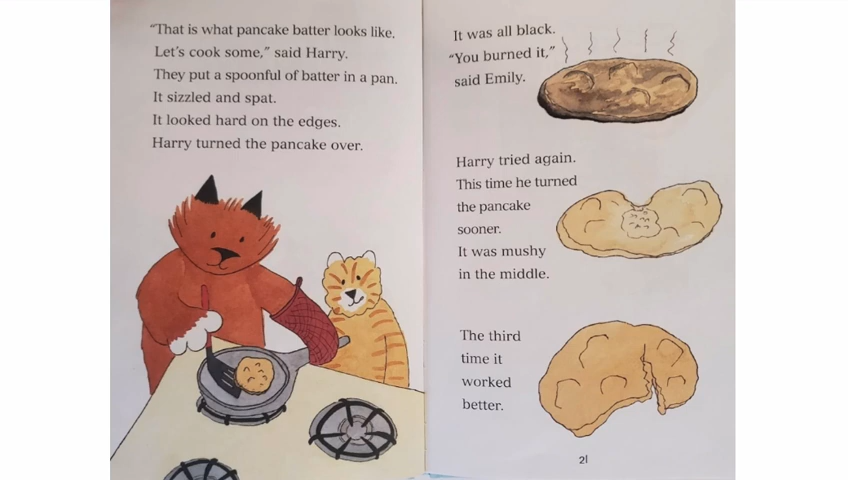 “That is what pancake batter looks like.
Let’s cook some,” said Harry.
They put a spoonful of batter in a pan.
It sizzled and spat.
It looked hard on the edges.
Harry turned the pancake over.
It was all black.
“You burned it,”
said Emily.
Harry tried again.
This time he turned
the pancake
sooner.
It was mushy
in the middle.
The third
time it
worked
better.
21